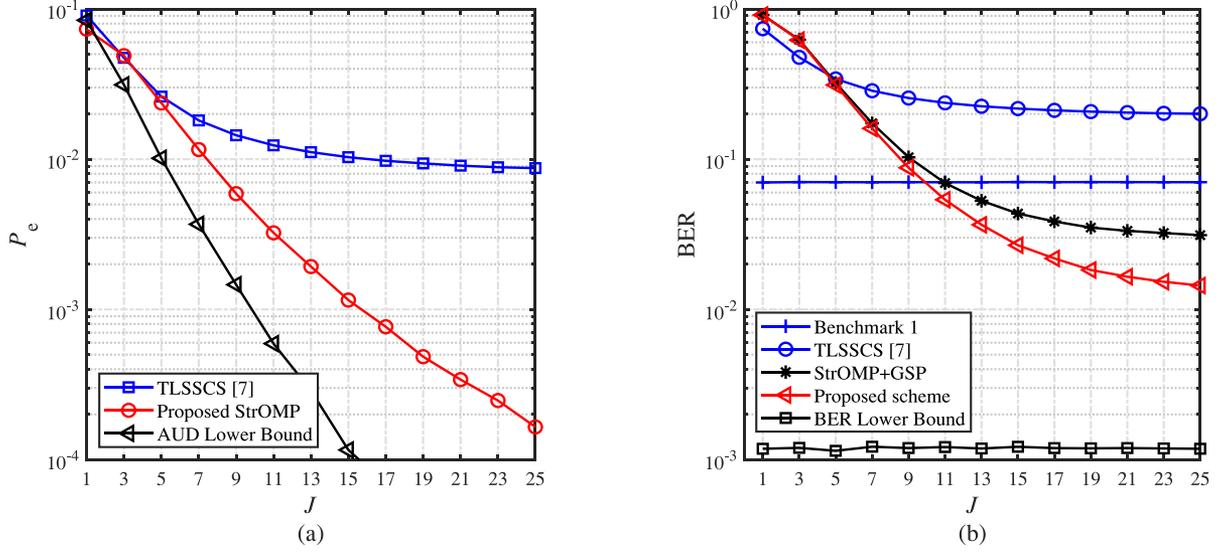 10-1
10-2
10-3
10-4
Pe
TLSSCS [7]
Proposed StrOMP
AUD Lower Bound
1 3 5 7 9 11 13 15 17 19 21 23 25
J
(a)
100
10-1
10-2
10-3
BER
Benchmark 1
TLSSCS [7]
StrOMP+GSP
Proposed scheme
BER Lower Bound
1 3 5 7 9 11 13 15 17 19 21 23 25
J
(b)